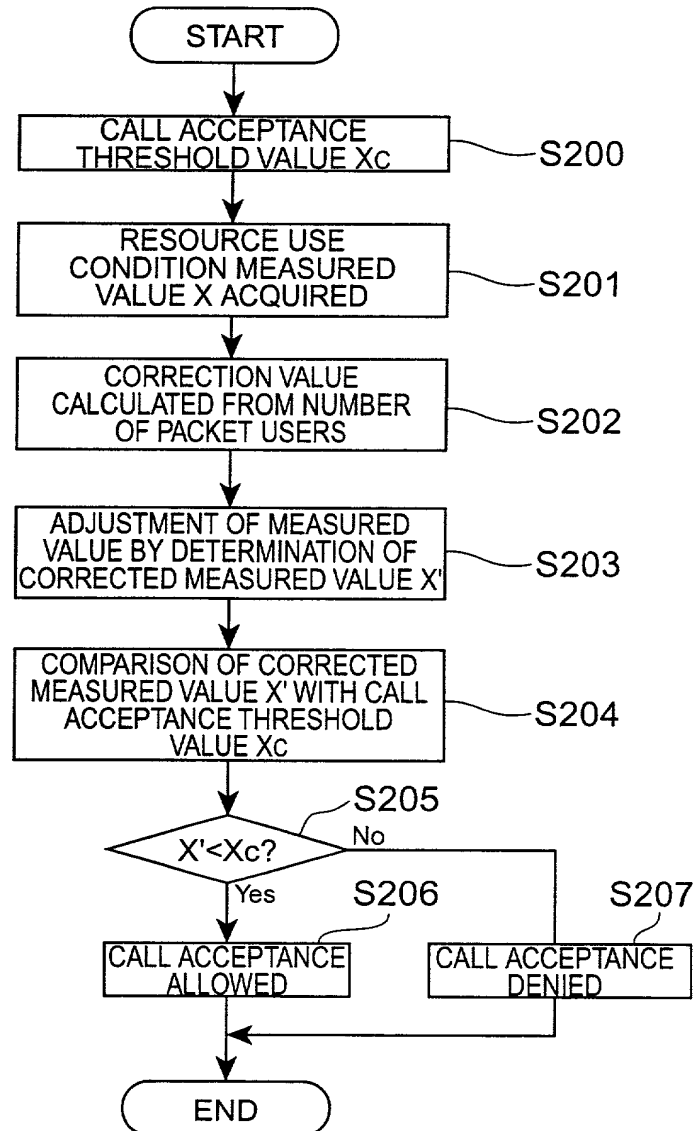 START
CALL ACCEPTANCE
THRESHOLD VALUE Xc
S200
RESOURCE USE
CONDITION MEASURED
VALUE X ACQUIRED
S201
CORRECTION VALUE
CALCULATED FROM NUMBER
OF PACKET USERS
S202
ADJUSTMENT OF MEASURED
VALUE BY DETERMINATION OF
CORRECTED MEASURED VALUE X'
S203
COMPARISON OF CORRECTED
MEASURED VALUE X' WITH CALL
ACCEPTANCE THRESHOLD
VALUE Xc
S204
S205
X'<Xc?
No
Yes
S206
CALL ACCEPTANCE
ALLOWED
S207
CALL ACCEPTANCE
DENIED
END